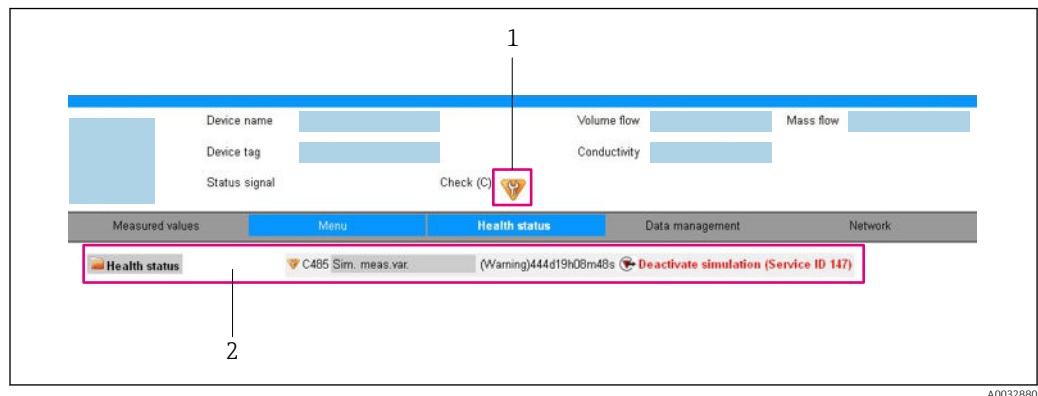 1
Device name Volume flow Mass flow
Device tag Conductivity
Status signal Check (C)
Measured values Menu Health status Data management Network
Health status C485 Sim. meas.var. (Warning)444d19h08m48s Deactivate simulation (Service ID 147)
2
A0032880